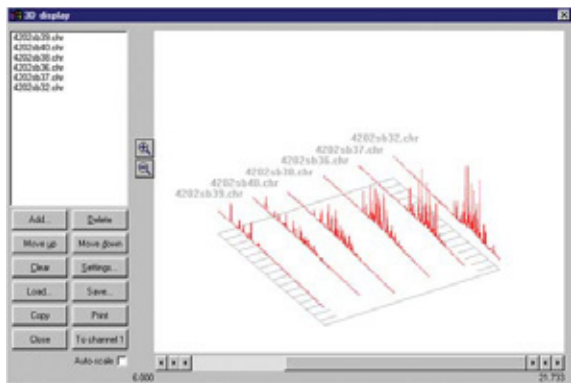 3D display
4202sb39.chr
4202sb40.chr
4202sb38.chr
4202sb36.chr
4202sb37.chr
4202sb32.chr
4202sb32.chr
4202sb37.chr
4202sb36.chr
4202sb38.chr
4202sb40.chr
4202sb39.chr
Add... Delete
Move up Move down
Clear Settings...
Load... Save...
Copy Print
Close To channel 1
Auto-scale
6.000 21.733